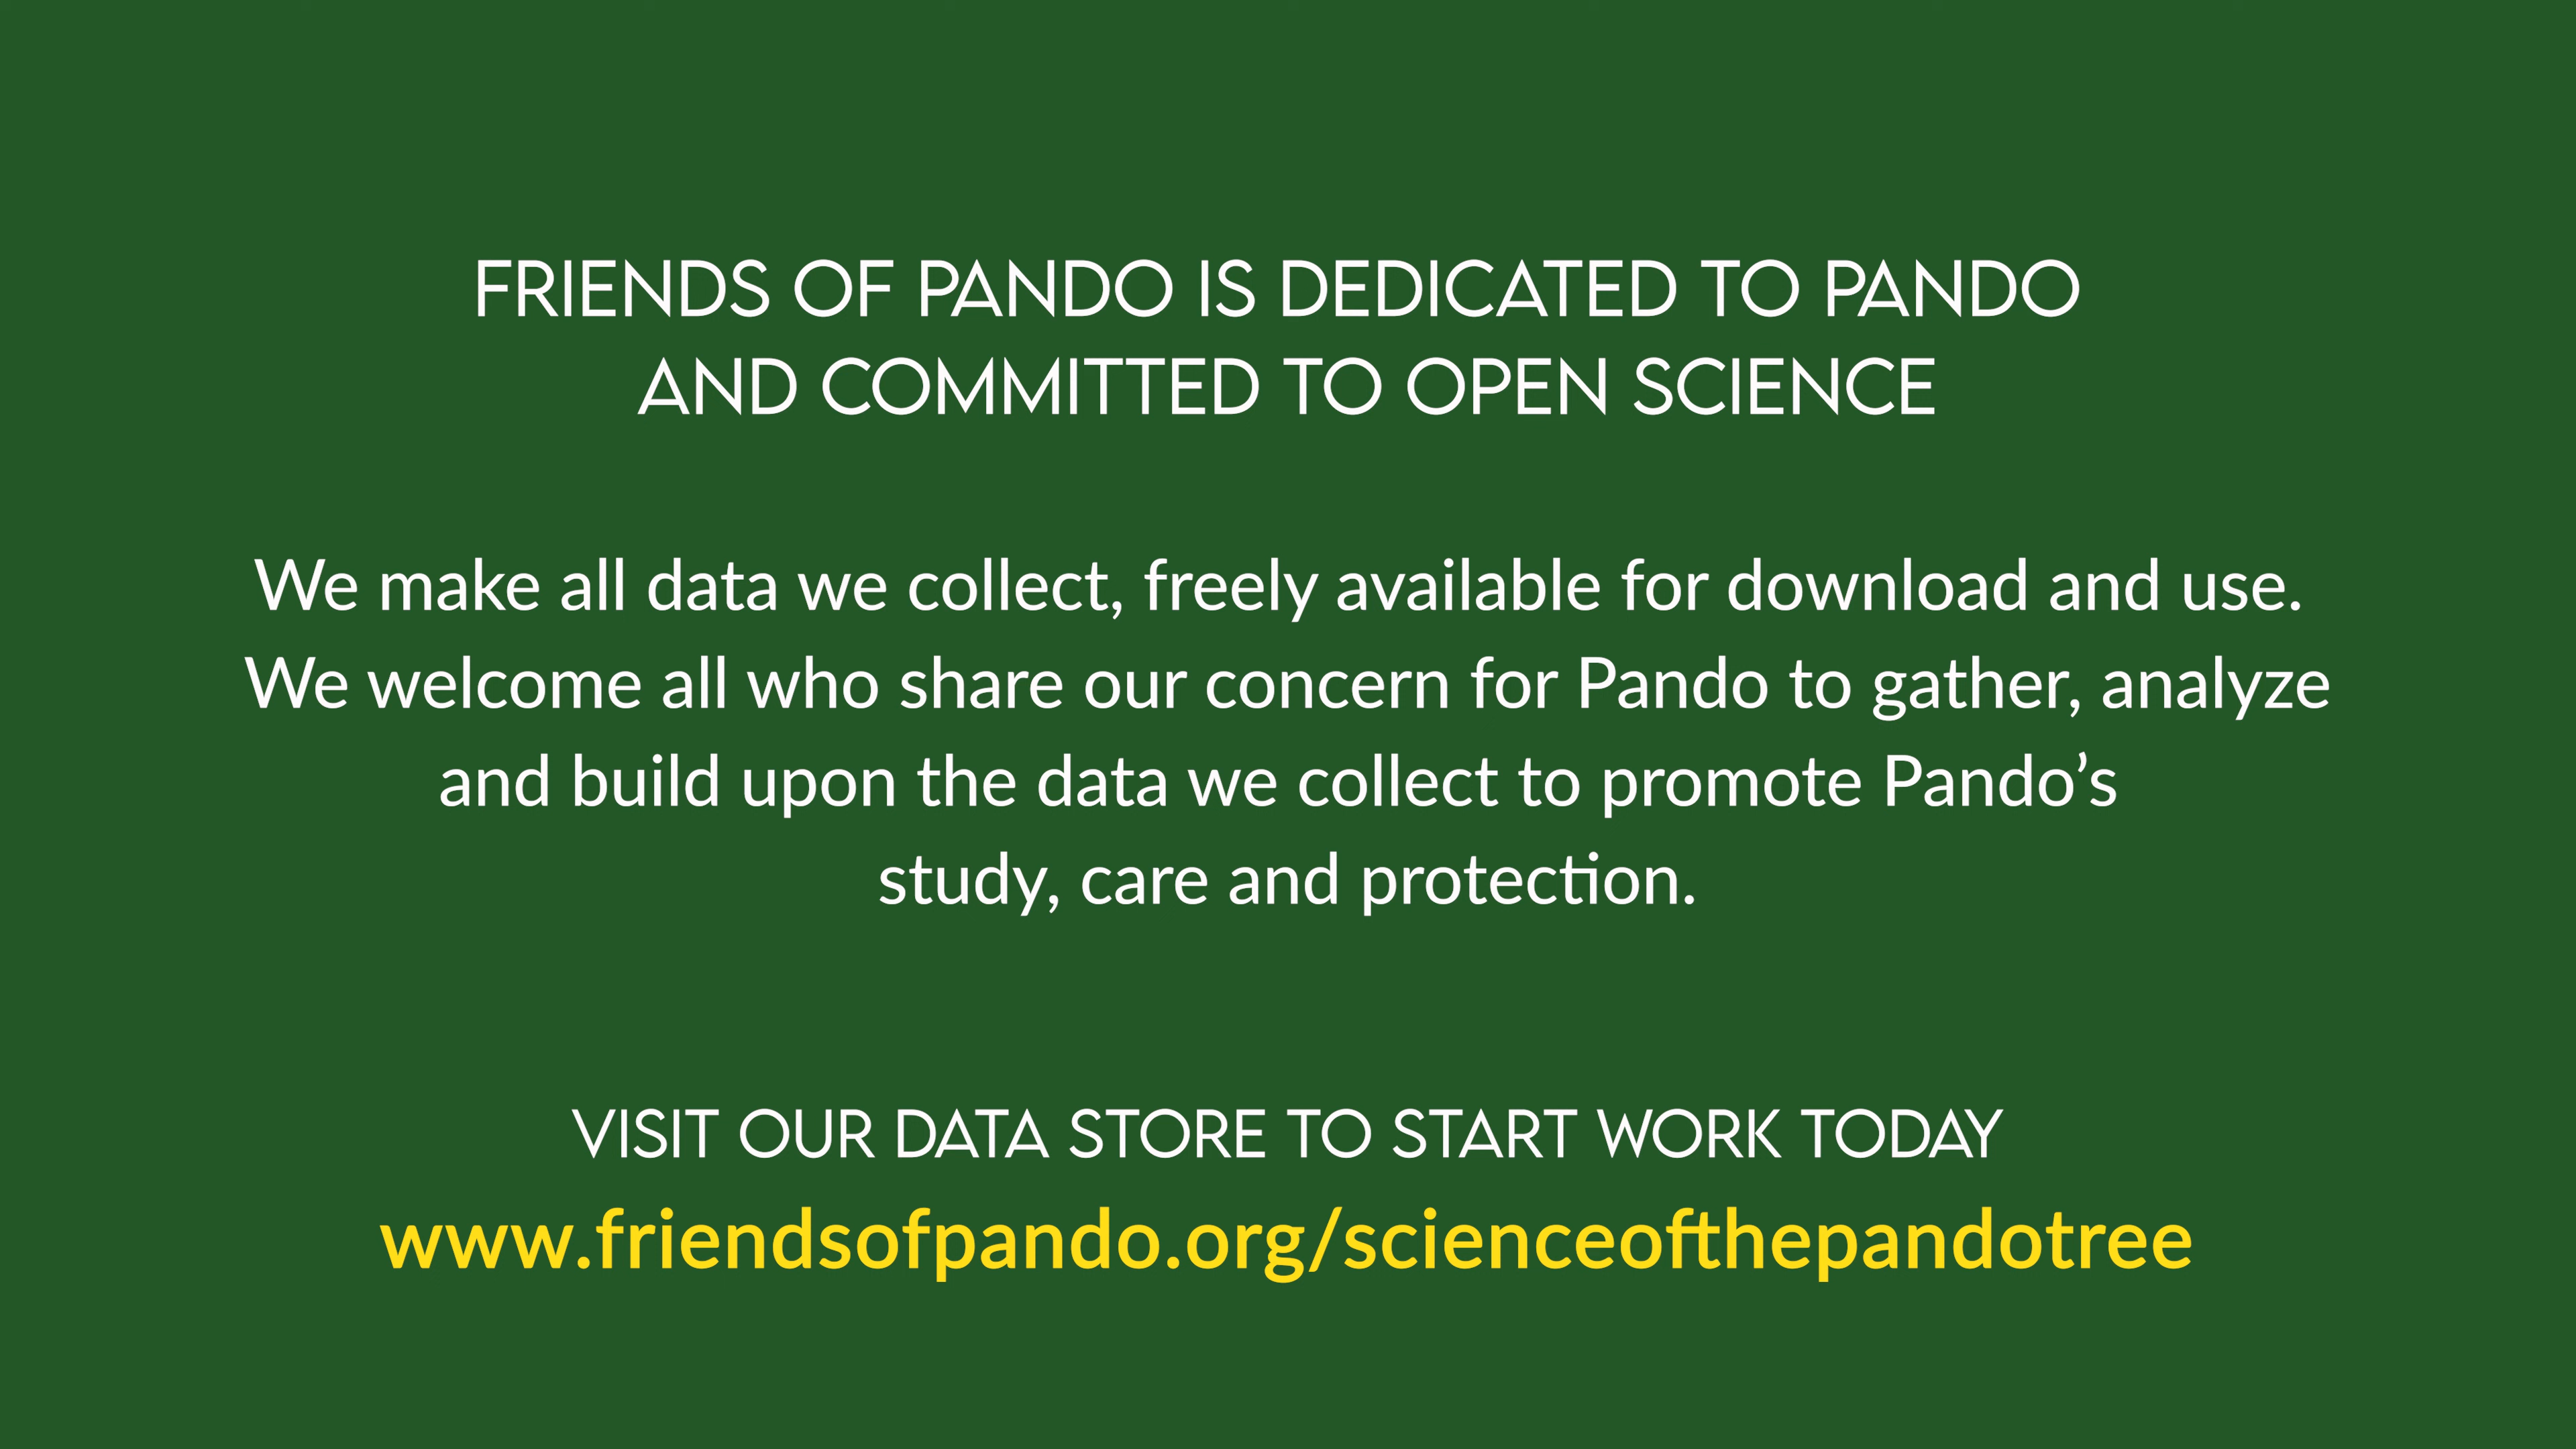 FRIENDS OF PANDO IS DEDICATED TO PANDO
AND COMMITTED TO OPEN SCIENCE
We make all data we collect, freely available for download and use.
We welcome all who share our concern for Pando to gather, analyze
and build upon the data we collect to promote Pando’s
study, care and protection.
VISIT OUR DATA STORE TO START WORK TODAY
www.friendsofpando.org/scienceofthepandotree